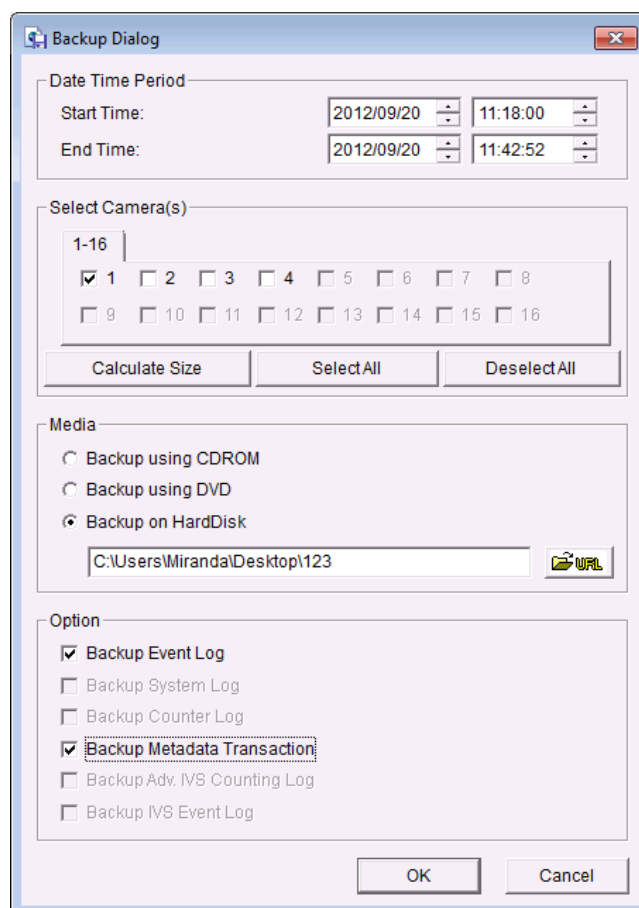 Backup Dialog
Date Time Period
Start Time: 2012/09/20 11:18:00
End Time: 2012/09/20 11:42:52
Select Camera(s)
1-16
1 2 3 4 5 6 7 8
9 10 11 12 13 14 15 16
Calculate Size Select All Deselect All
Media
Backup using CDROM
Backup using DVD
Backup on HardDisk
C:\Users\Miranda\Desktop\123 URL
Option
Backup Event Log
Backup System Log
Backup Counter Log
Backup Metadata Transaction
Backup Adv. IVS Counting Log
Backup IVS Event Log
OK Cancel